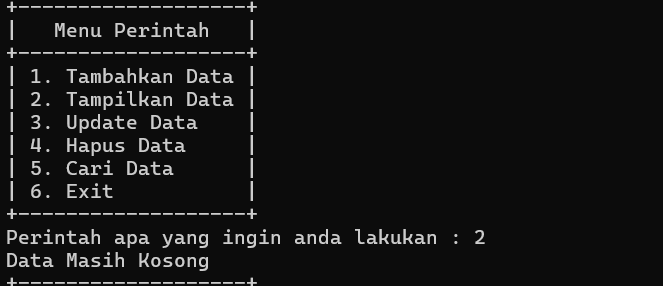 +-------------------+
|   Menu Perintah   |
+-------------------+
| 1. Tambahkan Data |
| 2. Tampilkan Data |
| 3. Update Data    |
| 4. Hapus Data     |
| 5. Cari Data      |
| 6. Exit           |
+-------------------+
Perintah apa yang ingin anda lakukan : 2
Data Masih Kosong
+-------------------+